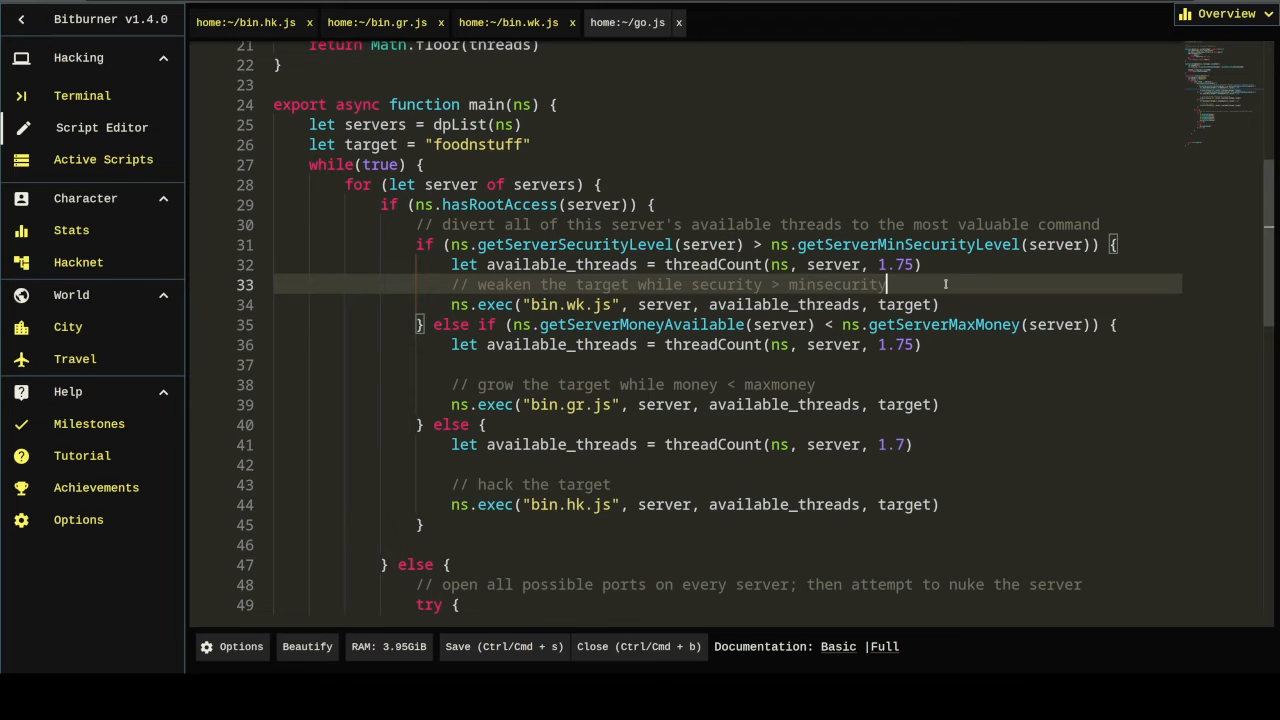 Bitburner v1.4.0
home:~/bin.hk.js x
home:~/bin.gr.js x
home:~/bin.wk.js x
home:~/go.js x
Overview
Hacking
Terminal
Script Editor
Active Scripts
Character
Stats
Hacknet
World
City
Travel
Help
Milestones
Tutorial
Achievements
Options
21 return Math.floor(threads)
22 }
23
24 export async function main(ns) {
25 let servers = dpList(ns)
26 let target = "foodnstuff"
27 while(true) {
28 for (let server of servers) {
29 if (ns.hasRootAccess(server)) {
30 // divert all of this server's available threads to the most valuable command
31 if (ns.getServerSecurityLevel(server) > ns.getServerMinSecurityLevel(server)) {
32 let available_threads = threadCount(ns, server, 1.75)
33 // weaken the target while security > minsecurity
34 ns.exec("bin.wk.js", server, available_threads, target)
35 } else if (ns.getServerMoneyAvailable(server) < ns.getServerMaxMoney(server)) {
36 let available_threads = threadCount(ns, server, 1.75)
37
38 // grow the target while money < maxmoney
39 ns.exec("bin.gr.js", server, available_threads, target)
40 } else {
41 let available_threads = threadCount(ns, server, 1.7)
42
43 // hack the target
44 ns.exec("bin.hk.js", server, available_threads, target)
45 }
46
47 } else {
48 // open all possible ports on every server; then attempt to nuke the server
49 try {
Options
Beautify
RAM: 3.95GiB
Save (Ctrl/Cmd + s)
Close (Ctrl/Cmd + b)
Documentation: Basic |Full